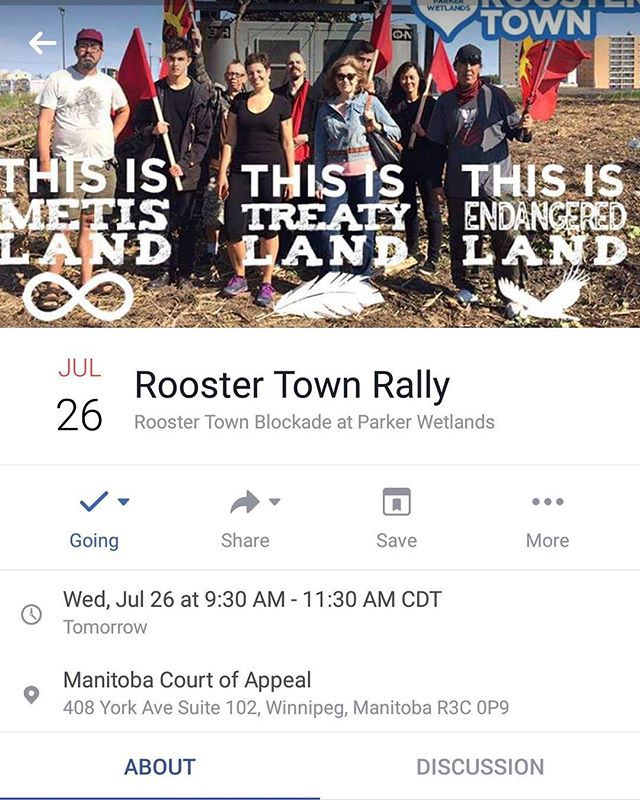 PARKER
WETLANDS
ROOSTER
TOWN
THIS IS
METIS
LAND
THIS IS
TREATY
LAND
THIS IS
ENDANGERED
LAND
JUL
26
Rooster Town Rally
Rooster Town Blockade at Parker Wetlands
Going
Share
Save
More
Wed, Jul 26 at 9:30 AM - 11:30 AM CDT
Tomorrow
Manitoba Court of Appeal
408 York Ave Suite 102, Winnipeg, Manitoba R3C 0P9
ABOUT
DISCUSSION